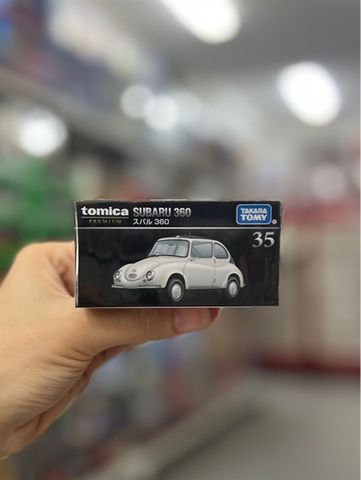 tomica SUBARU 360
PREMIUM スバル 360
TAKARA
TOMY
35